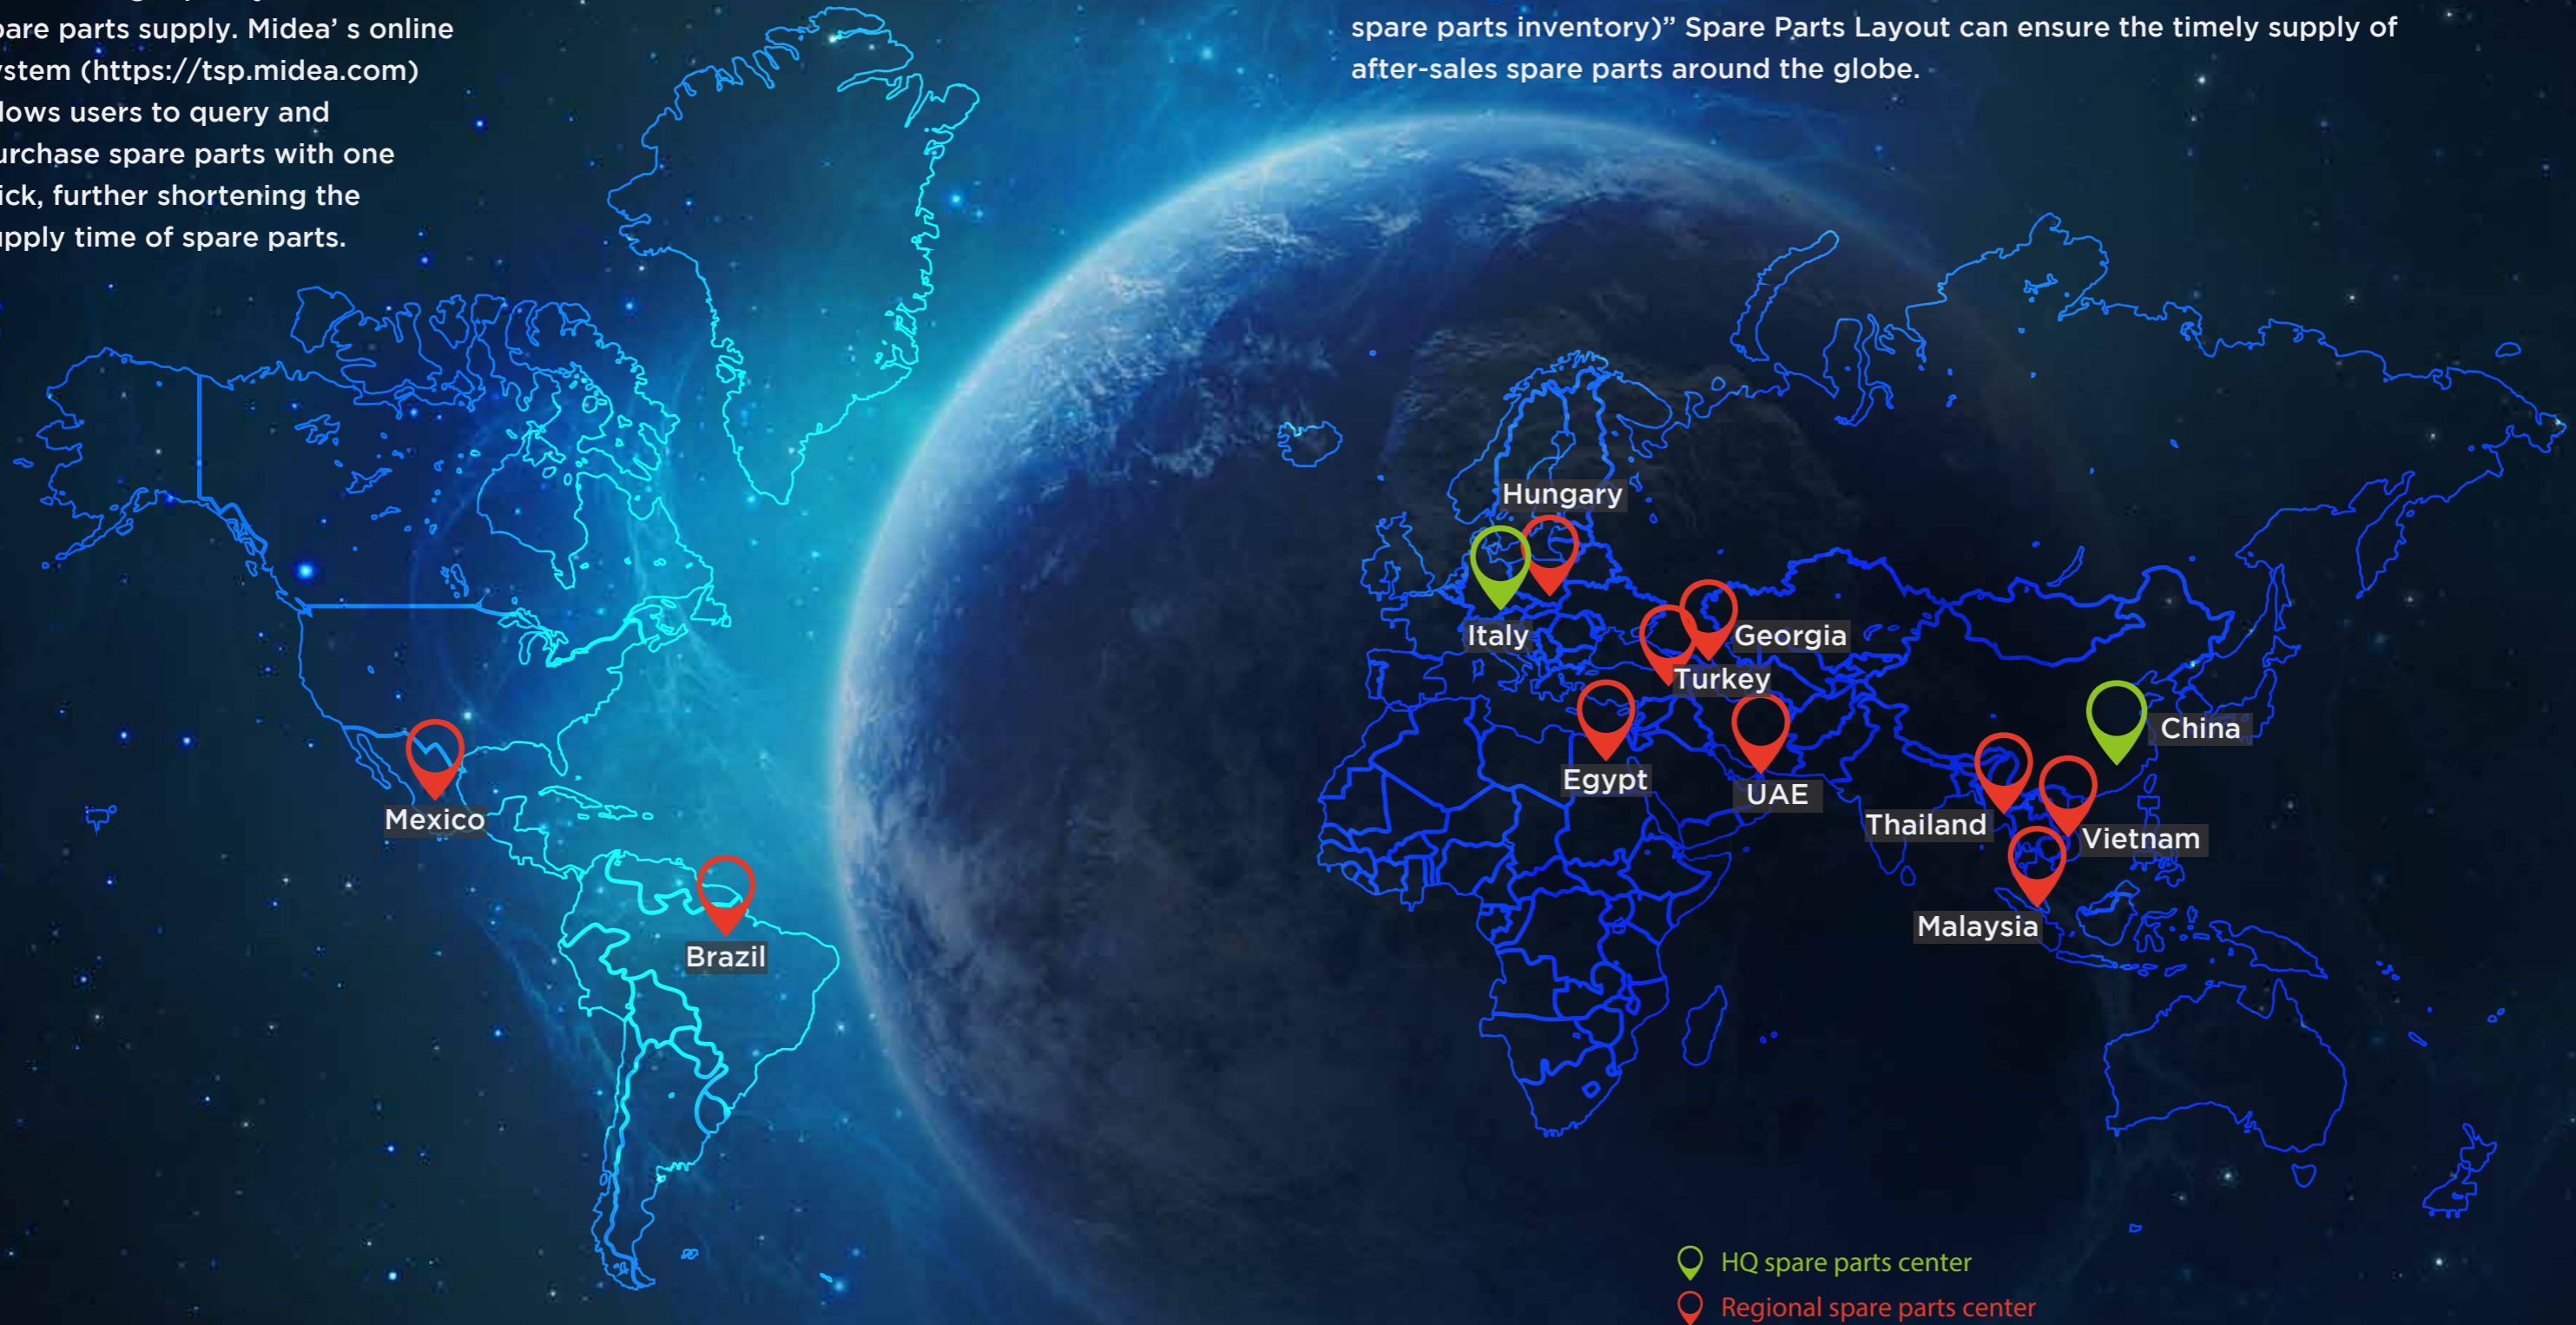 pare parts supply. Midea' s online
ystem (https://tsp.midea.com)
lows users to query and
urchase spare parts with one
ick, further shortening the
upply time of spare parts.
spare parts inventory)” Spare Parts Layout can ensure the timely supply of
after-sales spare parts around the globe.
Hungary
Italy
Georgia
Turkey
Egypt
UAE
China
Thailand
Vietnam
Malaysia
Mexico
Brazil
HQ spare parts center
Regional spare parts center